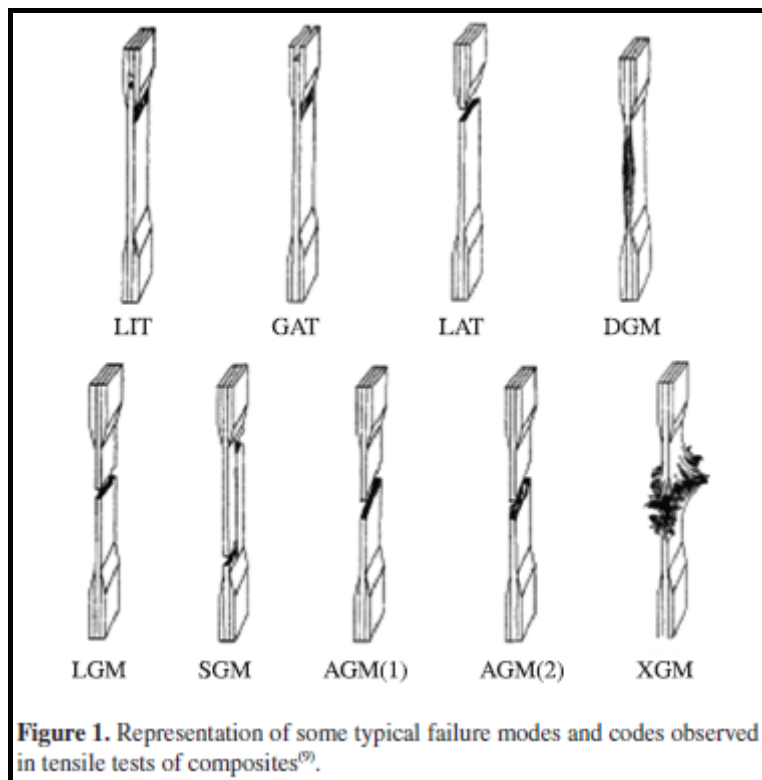 LIT GAT LAT DGM
LGM SGM AGM(1) AGM(2) XGM
Figure 1. Representation of some typical failure modes and codes observed
in tensile tests of composites⁽⁹⁾.